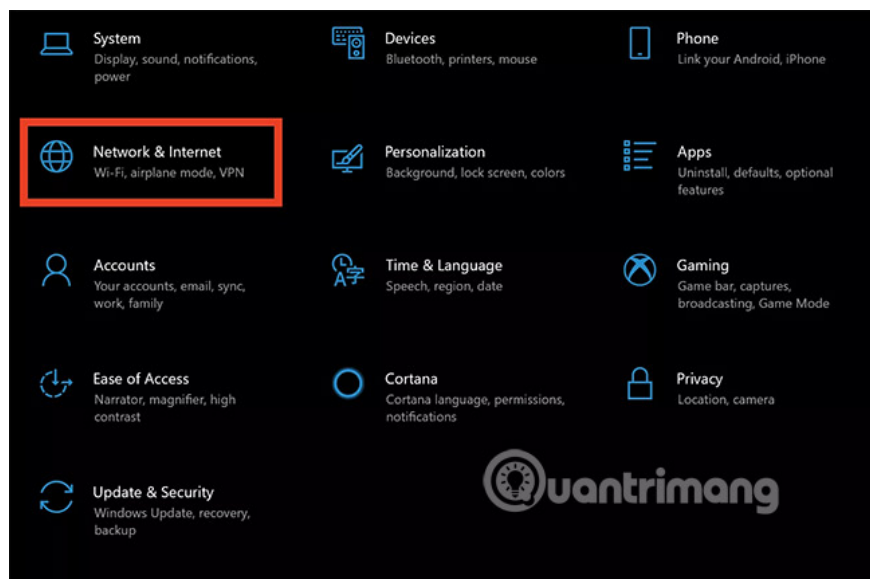 System
Display, sound, notifications,
power
Devices
Bluetooth, printers, mouse
Phone
Link your Android, iPhone
Network & Internet
Wi-Fi, airplane mode, VPN
Personalization
Background, lock screen, colors
Apps
Uninstall, defaults, optional
features
Accounts
Your accounts, email, sync,
work, family
A字
Time & Language
Speech, region, date
Gaming
Game bar, captures,
broadcasting, Game Mode
Ease of Access
Narrator, magnifier, high
contrast
Cortana
Cortana language, permissions,
notifications
Privacy
Location, camera
Update & Security
Windows Update, recovery,
backup
Quantrimang